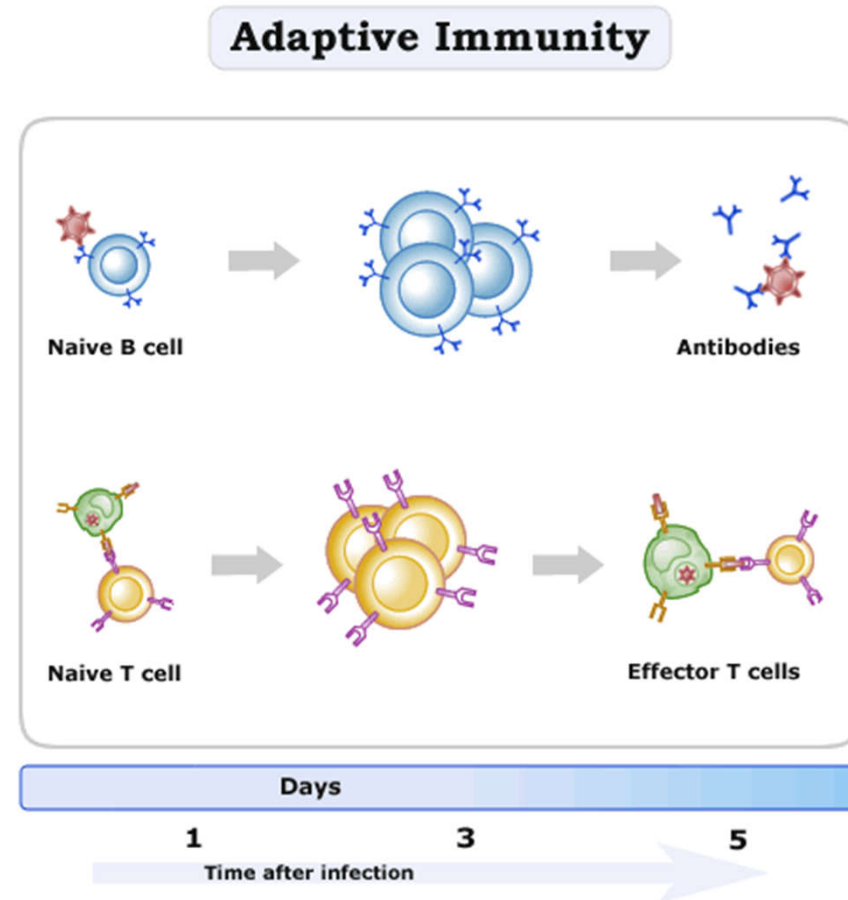 Adaptive Immunity
Naive B cell
Antibodies
Naive T cell
Effector T cells
Days
1
3
5
Time after infection